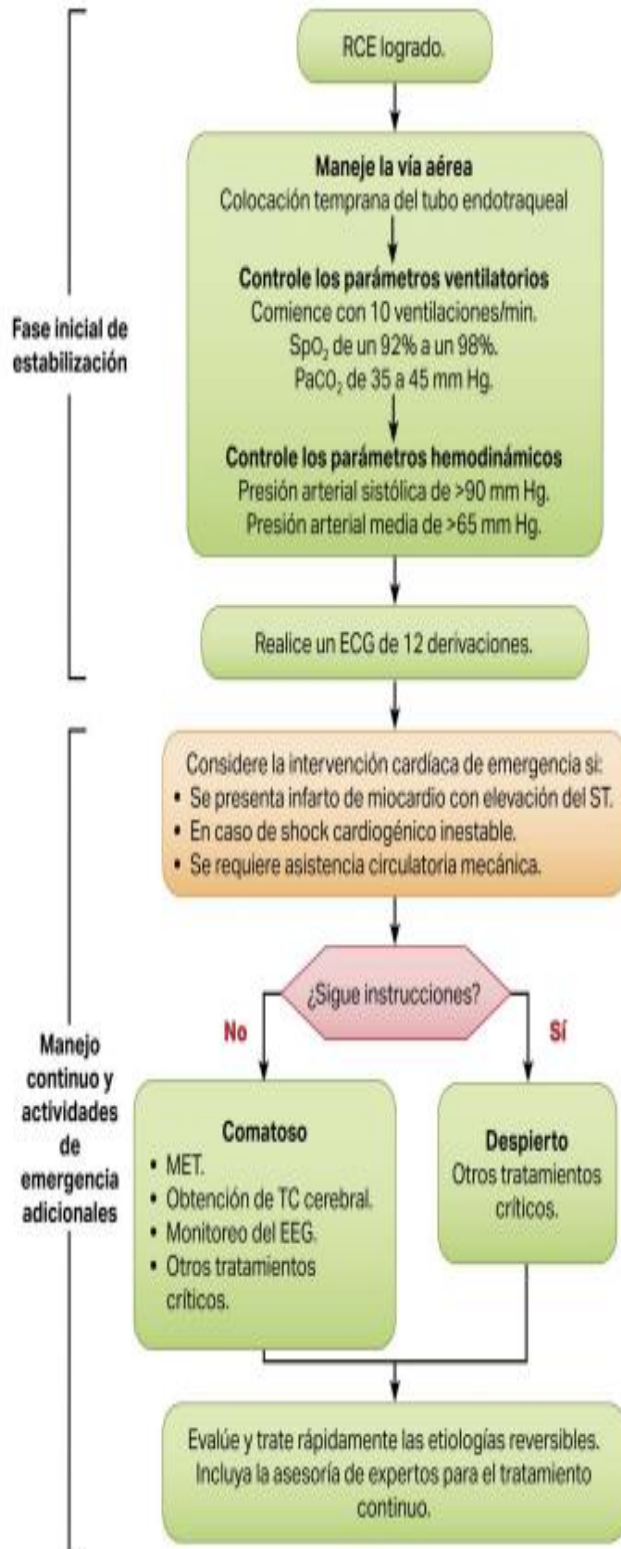 RCE logrado.
Maneje la vía aérea
Colocación temprana del tubo endotraqueal
Controle los parámetros ventilatorios
Comience con 10 ventilaciones/min.
SpO₂ de un 92% a un 98%.
PaCO₂ de 35 a 45 mm Hg.
Controle los parámetros hemodinámicos
Presión arterial sistólica de >90 mm Hg.
Presión arterial media de >65 mm Hg.
Fase inicial de
estabilización
Realice un ECG de 12 derivaciones.
Considere la intervención cardíaca de emergencia si:
• Se presenta infarto de miocardio con elevación del ST.
• En caso de shock cardiogénico inestable.
• Se requiere asistencia circulatoria mecánica.
¿Sigue instrucciones?
No
Sí
Manejo
continuo y
actividades
de
emergencia
adicionales
Comatoso
• MET.
• Obtención de TC cerebral.
• Monitoreo del EEG.
• Otros tratamientos
críticos.
Despierto
Otros tratamientos
críticos.
Evalúe y trate rápidamente las etiologías reversibles.
Incluya la asesoría de expertos para el tratamiento
continuo.